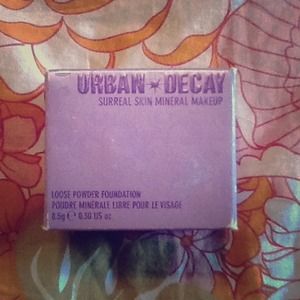 URBAN DECAY
SURREAL SKIN MINERAL MAKEUP
LOOSE POWDER FOUNDATION
POUDRE MINERALE LIBRE POUR LE VISAGE
8.5g ℮ 0.30 US oz